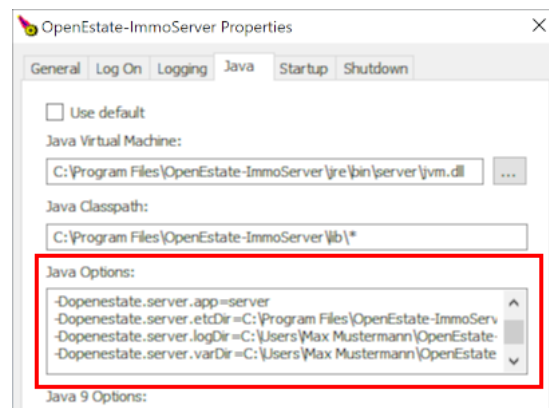 OpenEstate-ImmoServer Properties
General Log On Logging Java Startup Shutdown
Use default
Java Virtual Machine:
C:\Program Files\OpenEstate-ImmoServer\jre\bin\server\jvm.dll ...
Java Classpath:
C:\Program Files\OpenEstate-ImmoServer\lib\*
Java Options:
-Dopenestate.server.app=server
-Dopenestate.server.etcDir=C:\Program Files\OpenEstate-ImmoServ
-Dopenestate.server.logDir=C:\Users\Max Mustermann\OpenEstate-
-Dopenestate.server.varDir=C:\Users\Max Mustermann\OpenEstate
Java 9 Options: